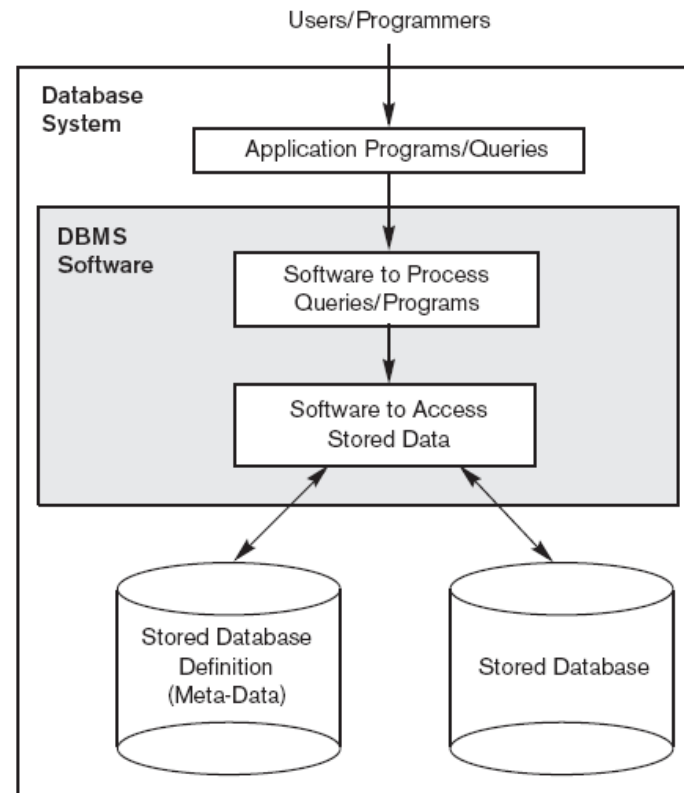 Users/Programmers
Database
System
Application Programs/Queries
DBMS
Software
Software to Process
Queries/Programs
Software to Access
Stored Data
Stored Database
Definition
(Meta-Data)
Stored Database